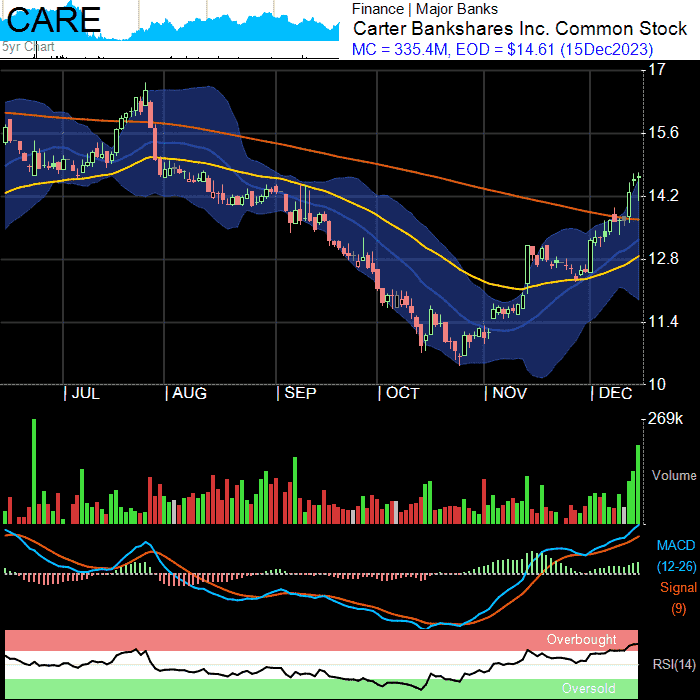 CARE
5yr Chart
Finance | Major Banks
Carter Bankshares Inc. Common Stock
MC = 335.4M, EOD = $14.61 (15Dec2023)
17
15.6
14.2
12.8
11.4
10
| JUL | AUG | SEP | OCT | NOV | DEC
269k
Volume
MACD
(12-26)
Signal
(9)
Overbought
RSI(14)
Oversold